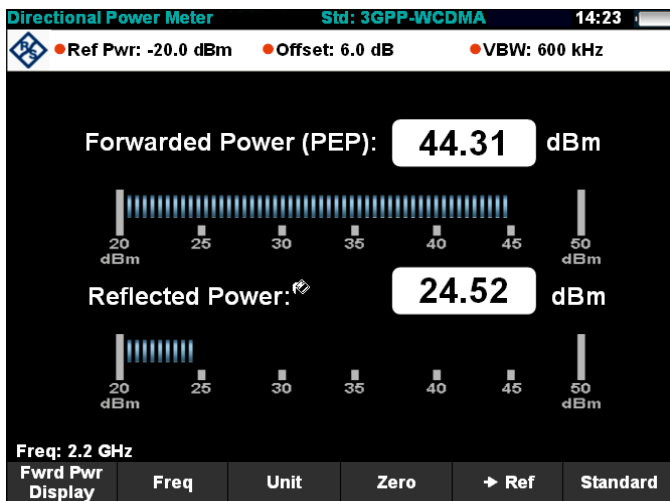 Directional Power Meter Std: 3GPP-WCDMA 14:23
Ref Pwr: -20.0 dBm Offset: 6.0 dB VBW: 600 kHz
Forwarded Power (PEP): 44.31 dBm
20 25 30 35 40 45 50
dBm dBm
Reflected Power: 24.52 dBm
20 25 30 35 40 45 50
dBm dBm
Freq: 2.2 GHz
Fwrd Pwr Display Freq Unit Zero → Ref Standard